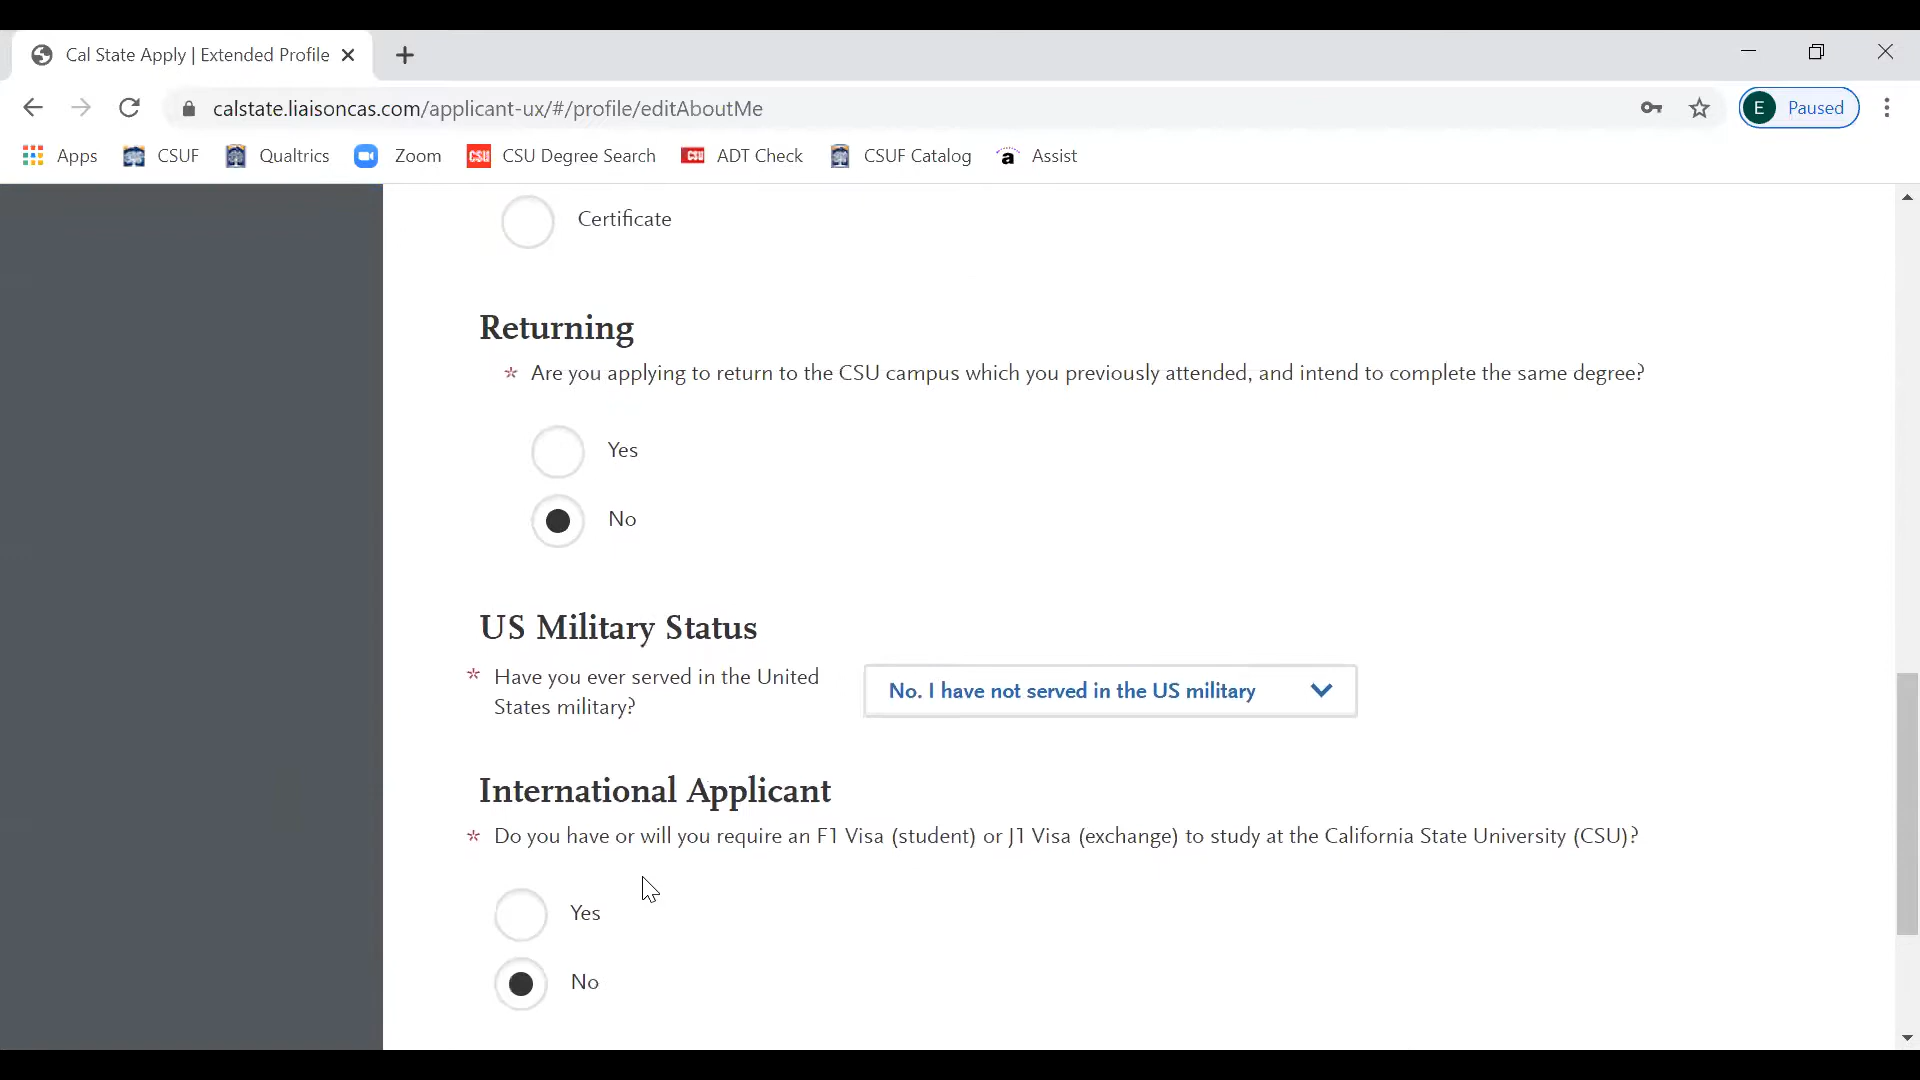 Cal State Apply | Extended Profile
calstate.liaisoncas.com/applicant-ux/#/profile/editAboutMe
E Paused
Apps CSUF Qualtrics Zoom CSU CSU Degree Search CSU ADT Check CSUF Catalog a Assist
Certificate
Returning
* Are you applying to return to the CSU campus which you previously attended, and intend to complete the same degree?
Yes
No
US Military Status
* Have you ever served in the United
States military?
No. I have not served in the US military
International Applicant
* Do you have or will you require an F1 Visa (student) or J1 Visa (exchange) to study at the California State University (CSU)?
Yes
No